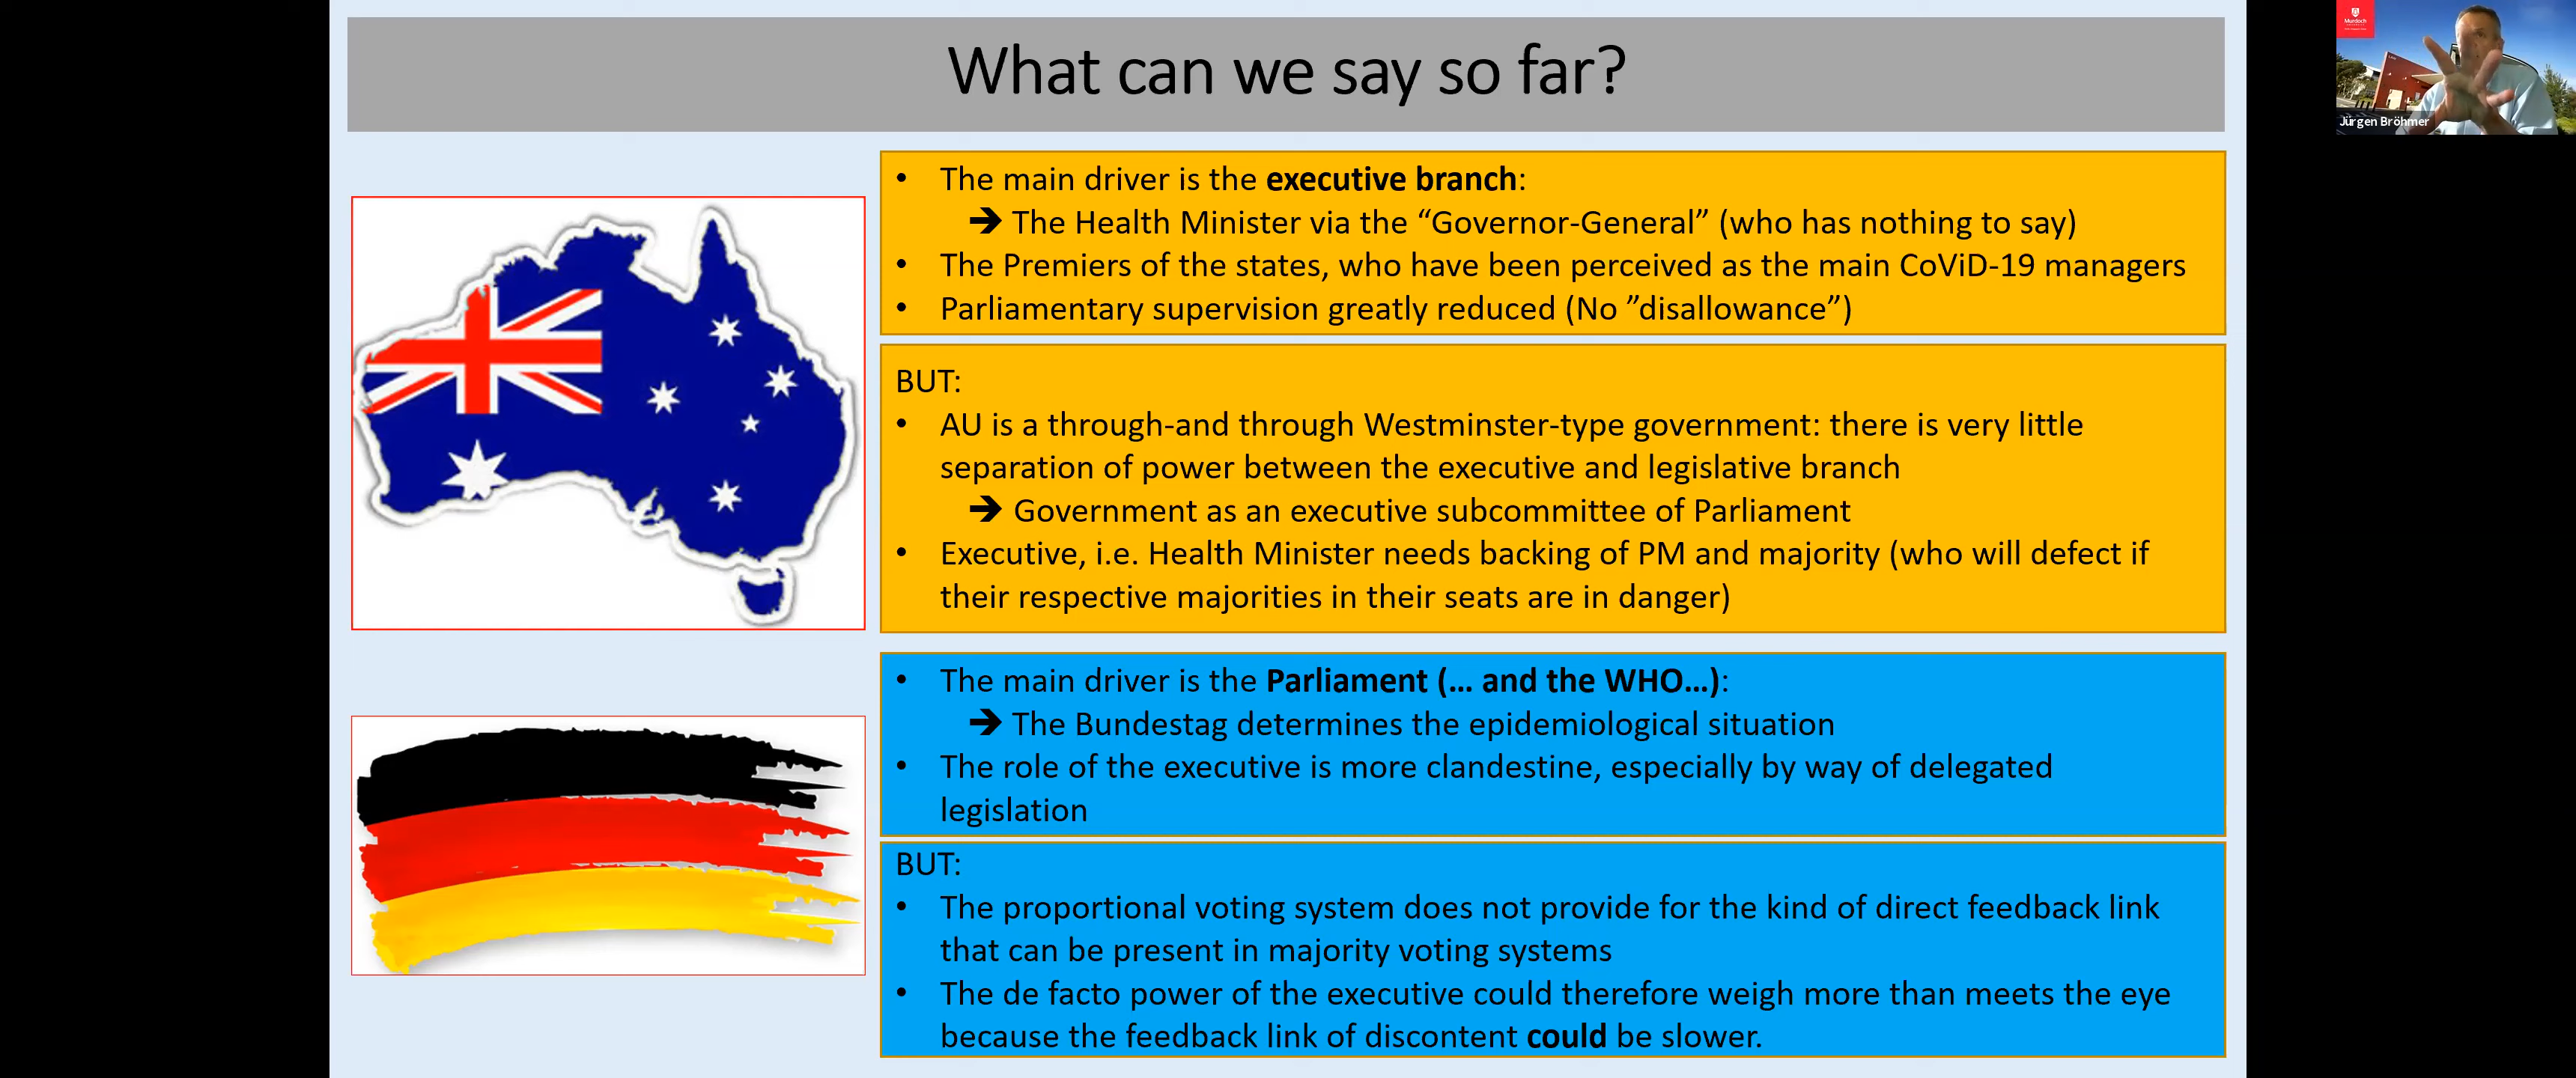 What can we say so far?
• The main driver is the executive branch:
➔ The Health Minister via the “Governor-General” (who has nothing to say)
• The Premiers of the states, who have been perceived as the main CoViD-19 managers
• Parliamentary supervision greatly reduced (No ”disallowance”)
BUT:
• AU is a through-and through Westminster-type government: there is very little
separation of power between the executive and legislative branch
➔ Government as an executive subcommittee of Parliament
• Executive, i.e. Health Minister needs backing of PM and majority (who will defect if
their respective majorities in their seats are in danger)
• The main driver is the Parliament (… and the WHO…):
➔ The Bundestag determines the epidemiological situation
• The role of the executive is more clandestine, especially by way of delegated
legislation
BUT:
• The proportional voting system does not provide for the kind of direct feedback link
that can be present in majority voting systems
• The de facto power of the executive could therefore weigh more than meets the eye
because the feedback link of discontent could be slower.
Murdoch
Jürgen Bröhmer